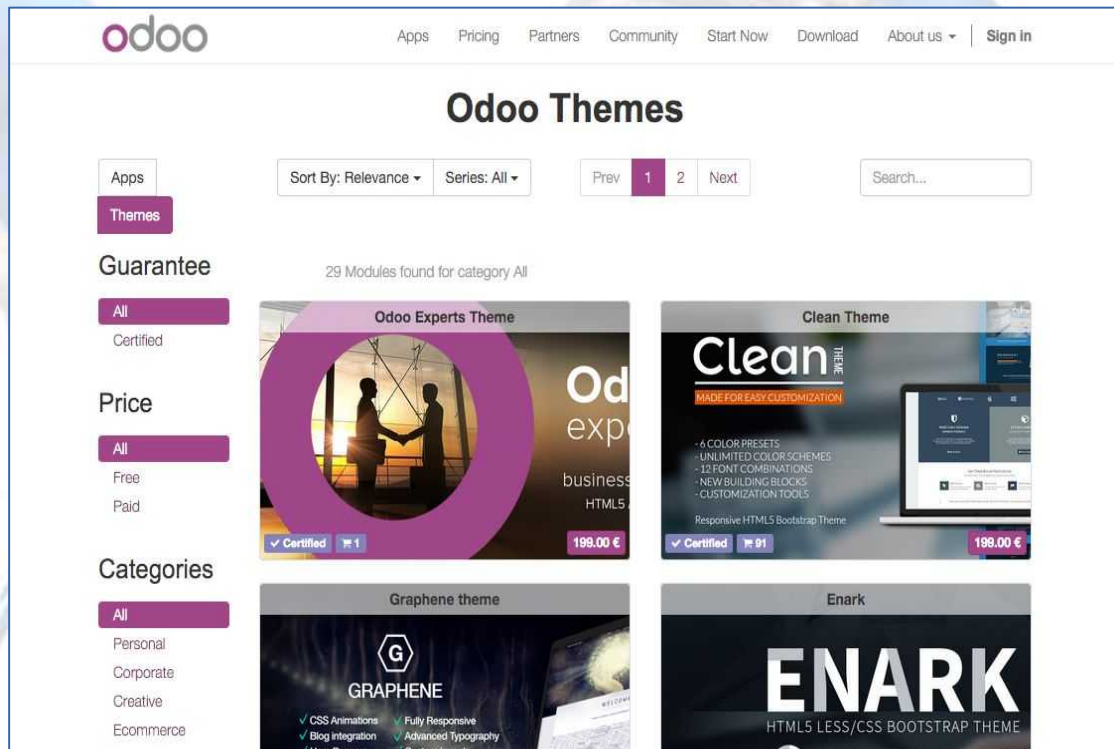 odoo
Apps Pricing Partners Community Start Now Download About us Sign in
Odoo Themes
Apps
Themes
Sort By: Relevance Series: All
Prev 1 2 Next
Search...
Guarantee
All
Certified
Price
All
Free
Paid
Categories
All
Personal
Corporate
Creative
Ecommerce
29 Modules found for category All
Odoo Experts Theme
Od
exp
business
HTML5
Certified 1
199.00 €
Clean Theme
Clean THEME
MADE FOR EASY CUSTOMIZATION
- 6 COLOR PRESETS
- UNLIMITED COLOR SCHEMES
- 12 FONT COMBINATIONS
- NEW BUILDING BLOCKS
- CUSTOMIZATION TOOLS
Responsive HTML5 Bootstrap Theme
Certified 91
199.00 €
Graphene theme
G
GRAPHENE
✓ CSS Animations ✓ Fully Responsive
✓ Blog integration ✓ Advanced Typography
Enark
ENARK
HTML5 LESS/CSS BOOTSTRAP THEME